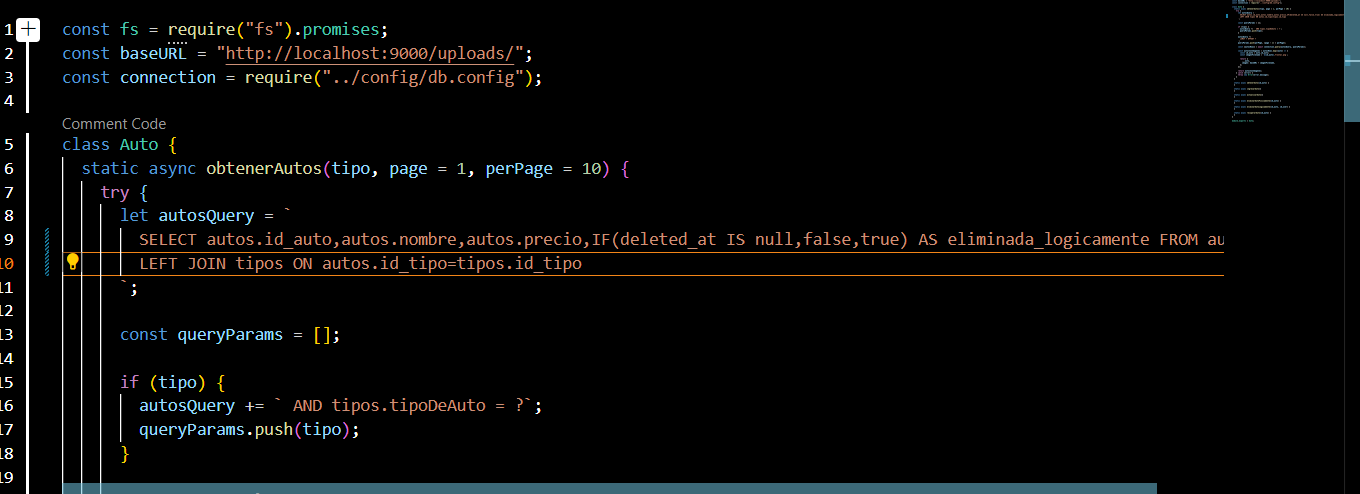 1 const fs = require("fs").promises;
2 const baseURL = "http://localhost:9000/uploads/";
3 const connection = require("../config/db.config");
4
Comment Code
5 class Auto {
6 static async obtenerAutos(tipo, page = 1, perPage = 10) {
7 try {
8 let autosQuery = `
9 SELECT autos.id_auto,autos.nombre,autos.precio,IF(deleted_at IS null,false,true) AS eliminada_logicamente FROM au
10 LEFT JOIN tipos ON autos.id_tipo=tipos.id_tipo
11 `;
12
13 const queryParams = [];
14
15 if (tipo) {
16 autosQuery += ` AND tipos.tipoDeAuto = ?`;
17 queryParams.push(tipo);
18 }
19